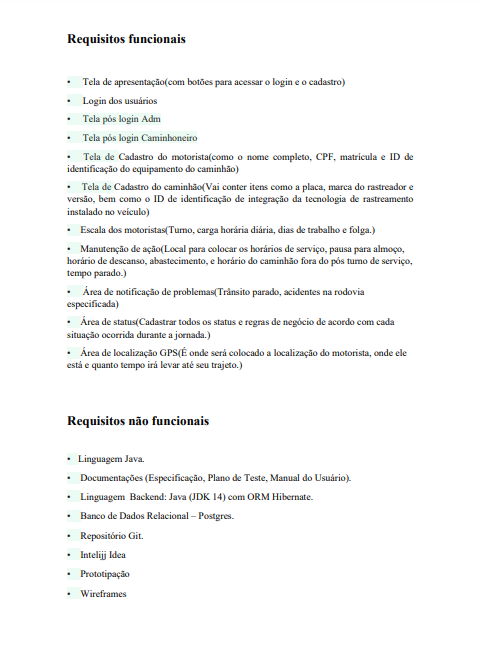 Requisitos funcionais
• Tela de apresentação(com botões para acessar o login e o cadastro)
• Login dos usuários
• Tela pós login Adm
• Tela pós login Caminhoneiro
• Tela de Cadastro do motorista(como o nome completo, CPF, matrícula e ID de
identificação do equipamento do caminhão)
• Tela de Cadastro do caminhão(Vai conter itens como a placa, marca do rastreador e
versão, bem como o ID de identificação de integração da tecnologia de rastreamento
instalado no veículo)
• Escala dos motoristas(Turno, carga horária diária, dias de trabalho e folga.)
• Manutenção de ação(Local para colocar os horários de serviço, pausa para almoço,
horário de descanso, abastecimento, e horário do caminhão fora do pós turno de serviço,
tempo parado.)
• Área de notificação de problemas(Trânsito parado, acidentes na rodovia
especificada)
• Área de status(Cadastrar todos os status e regras de negócio de acordo com cada
situação ocorrida durante a jornada.)
• Área de localização GPS(É onde será colocado a localização do motorista, onde ele
está e quanto tempo irá levar até seu trajeto.)
Requisitos não funcionais
• Linguagem Java.
• Documentações (Especificação, Plano de Teste, Manual do Usuário).
• Linguagem Backend: Java (JDK 14) com ORM Hibernate.
• Banco de Dados Relacional – Postgres.
• Repositório Git.
• Intelijj Idea
• Prototipação
• Wireframes